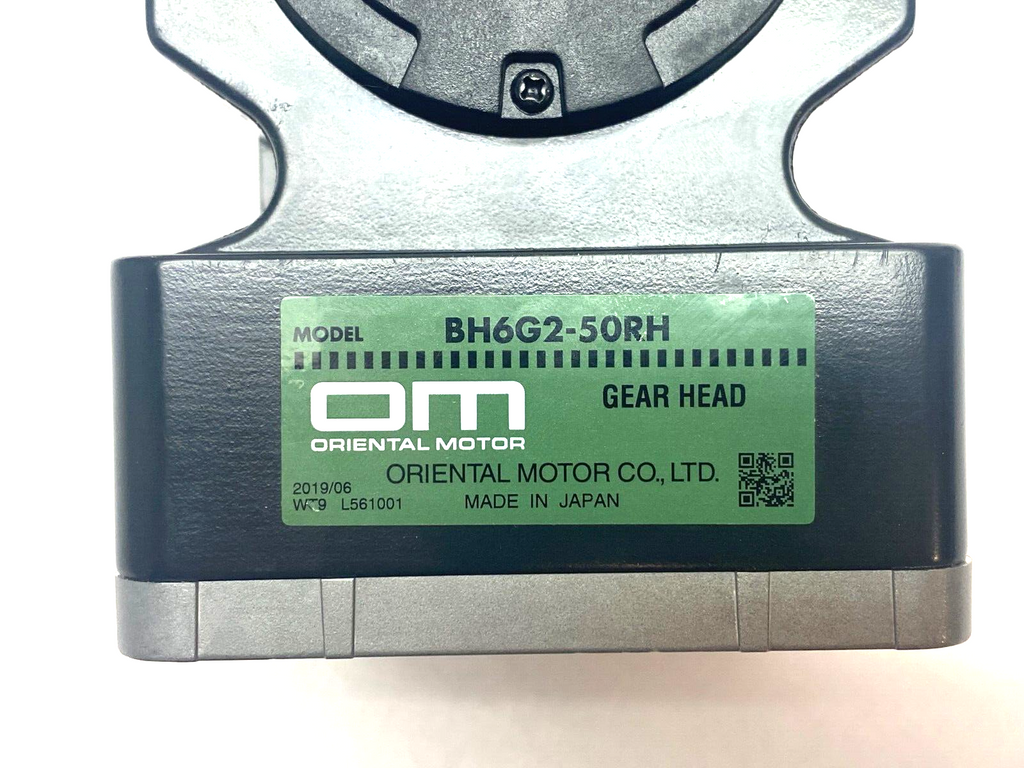 MODEL BH6G2-50RH
OM
ORIENTAL MOTOR
GEAR HEAD
ORIENTAL MOTOR CO., LTD.
2019/06
L561001
MADE IN JAPAN